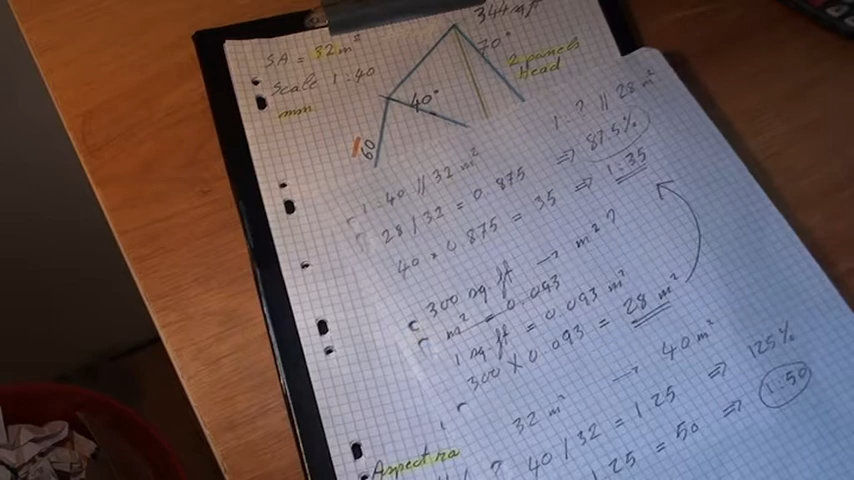 SA = 32 m²
344 sq ft
Scale 1:40
mm
70°
2 panels
Head
40°
60
1:40 // 32 m²
1:? // 28 m²
28/32 = 0.875 ⇒ 87.5%
40 × 0.875 = 35 ⇒ 1:35
300 sq ft → m²?
m² = 0.093
1 sq ft = 0.093 m²
300 × 0.093 = 28 m²
32 m² → 40 m²
? 40/32 = 1.25 ⇒ 125%
1.25 = 50 ⇒ 1:50
Aspect ra